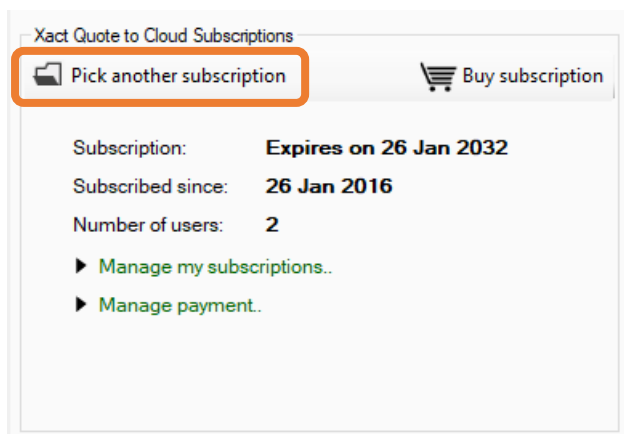 Xact Quote to Cloud Subscriptions
Pick another subscription Buy subscription
Subscription: Expires on 26 Jan 2032
Subscribed since: 26 Jan 2016
Number of users: 2
Manage my subscriptions..
Manage payment..